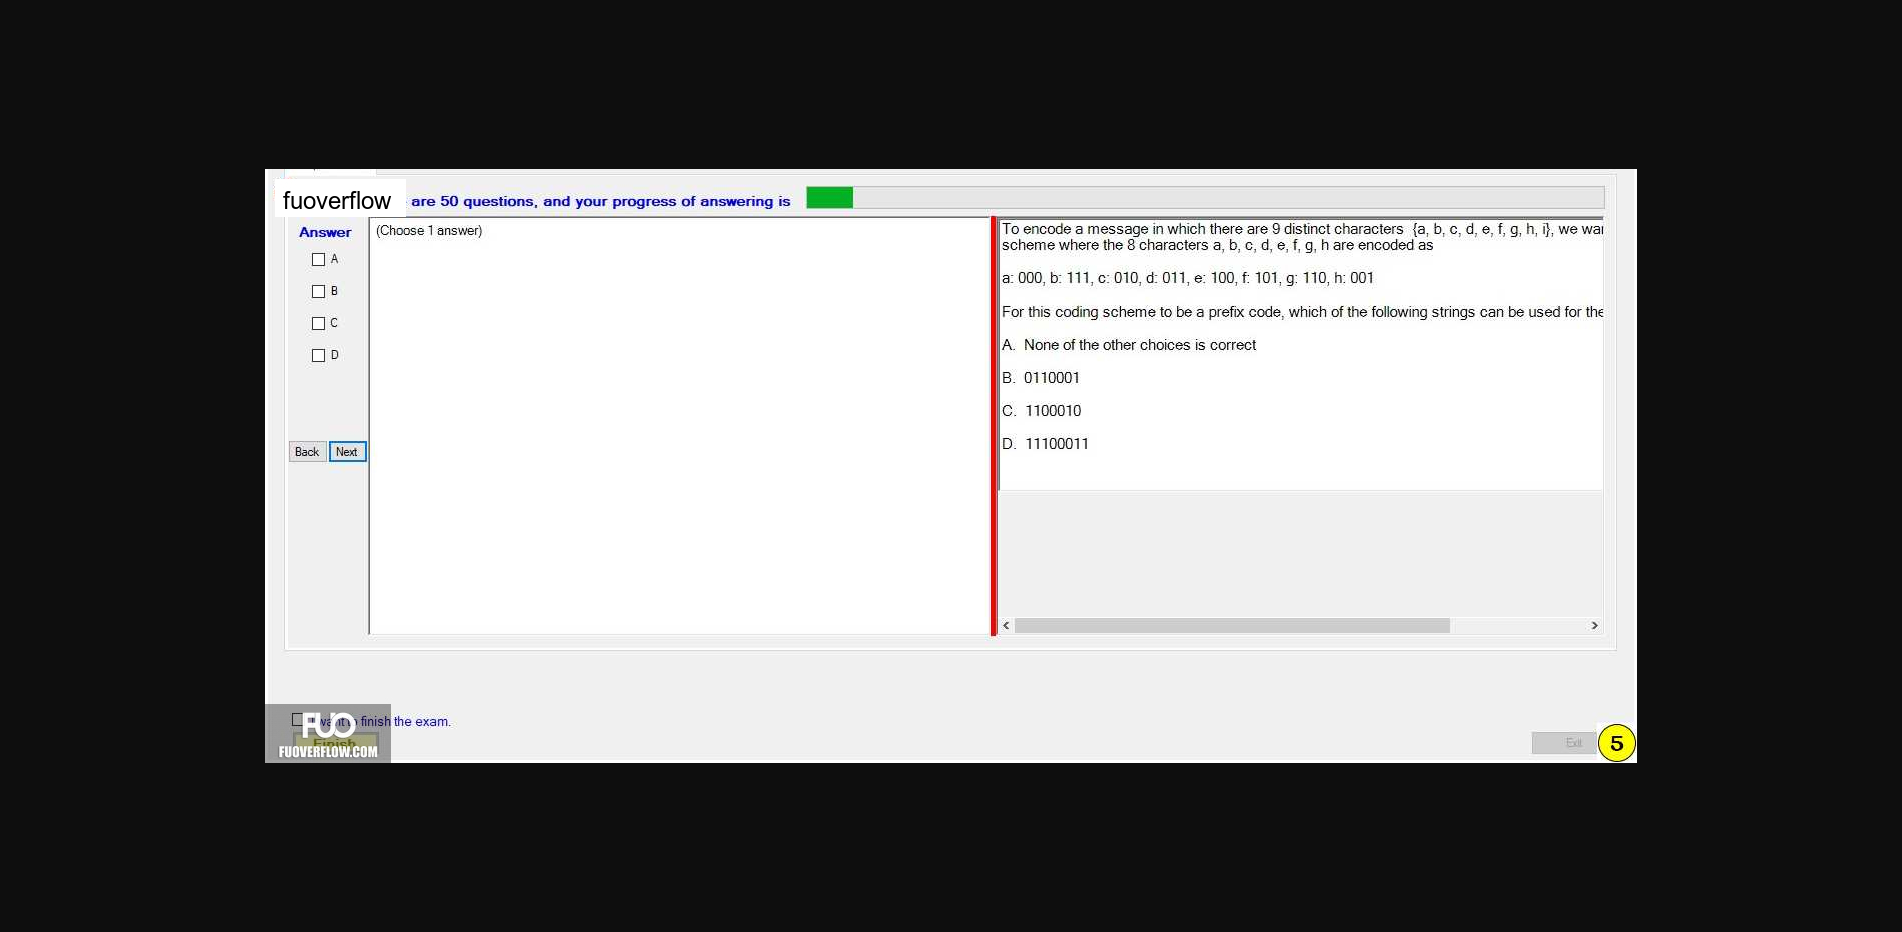 fuoverflow are 50 questions, and your progress of answering is
Answer
A
B
C
D
Back Next
(Choose 1 answer)
To encode a message in which there are 9 distinct characters {a, b, c, d, e, f, g, h, i}, we wan
scheme where the 8 characters a, b, c, d, e, f, g, h are encoded as
a: 000, b: 111, c: 010, d: 011, e: 100, f: 101, g: 110, h: 001
For this coding scheme to be a prefix code, which of the following strings can be used for the
A. None of the other choices is correct
B. 0110001
C. 1100010
D. 11100011
I want to finish the exam.
FUO
Finish
FUOVERFLOW.COM
Exit
5